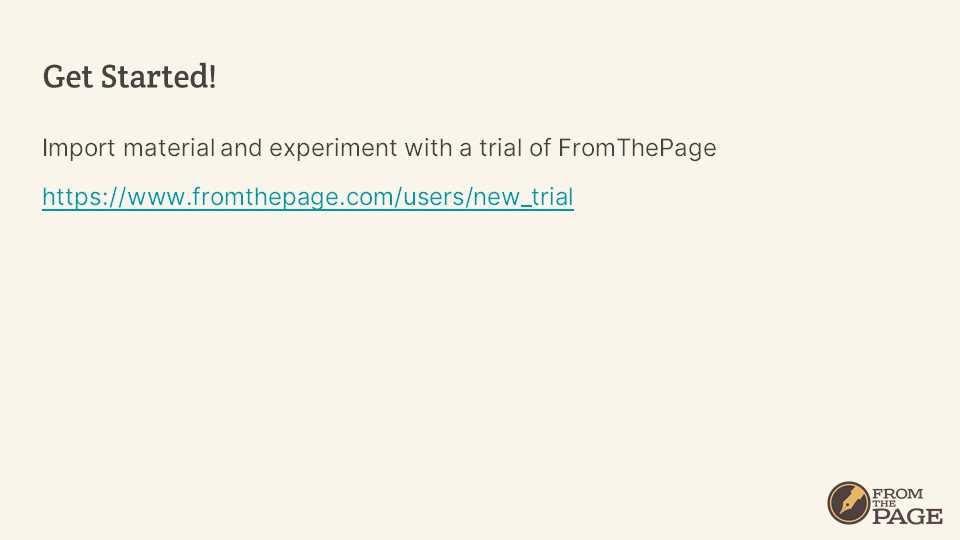 Get Started!
Import material and experiment with a trial of FromThePage
https://www.fromthepage.com/users/new_trial
FROM
THE
PAGE